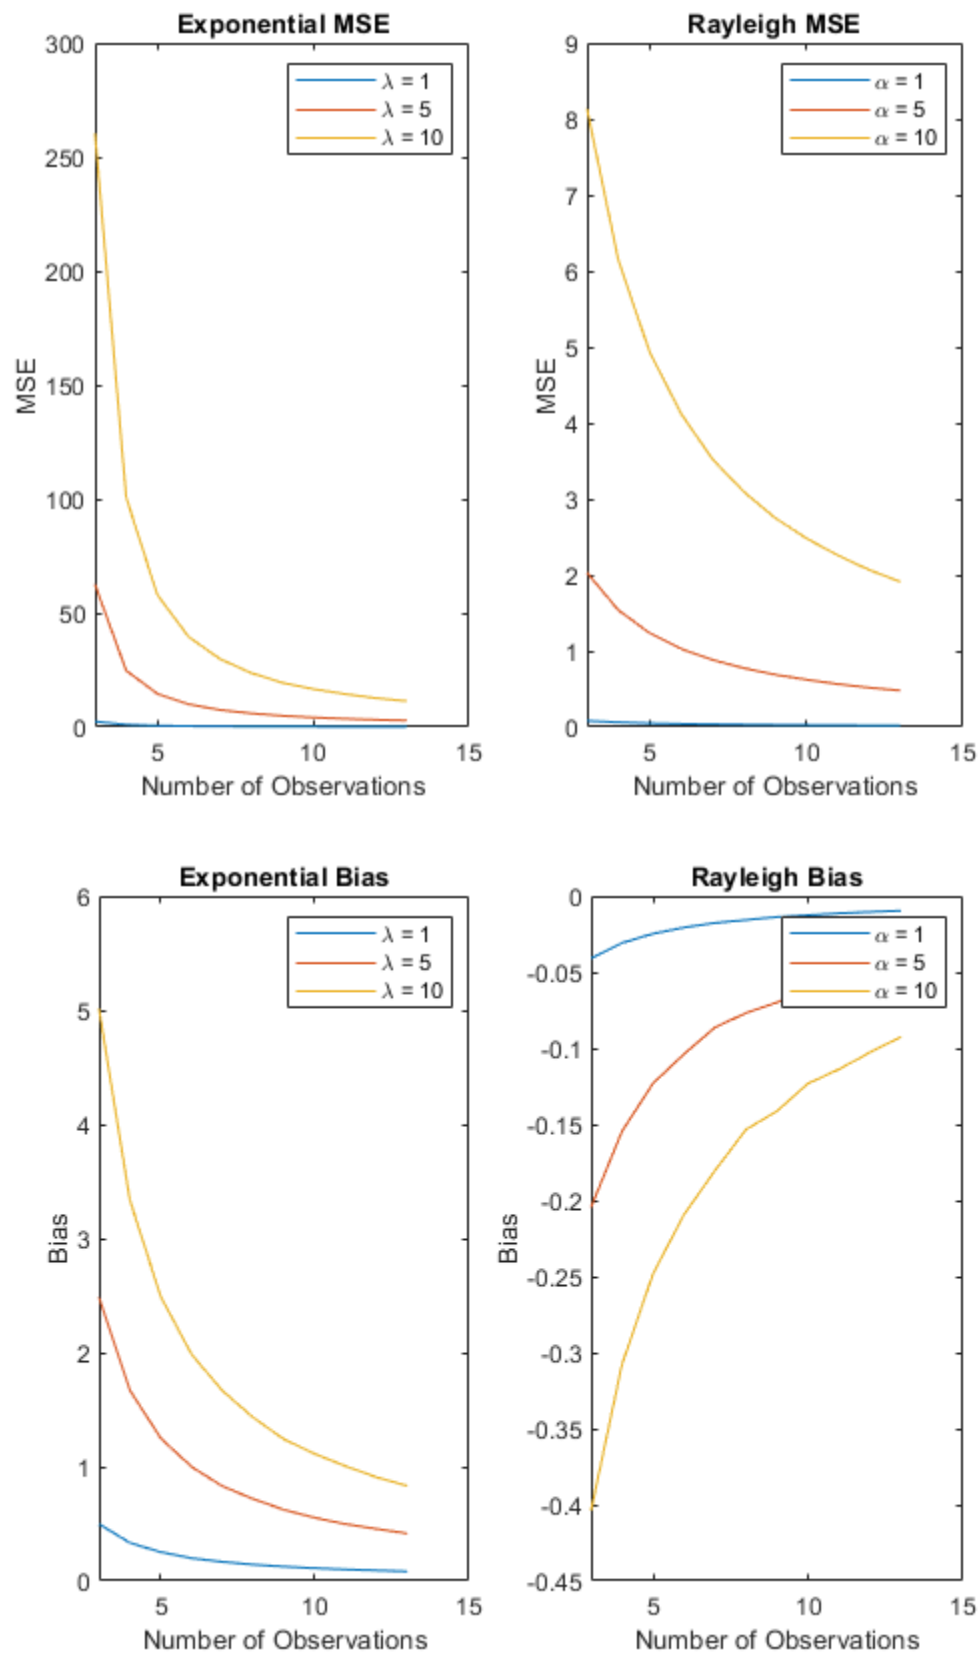 Exponential MSE
300
250
200
150
100
50
0
MSE
5 10 15
Number of Observations
λ = 1
λ = 5
λ = 10
Rayleigh MSE
9
8
7
6
5
4
3
2
1
0
MSE
5 10 15
Number of Observations
α = 1
α = 5
α = 10
Exponential Bias
6
5
4
3
2
1
0
Bias
5 10 15
Number of Observations
λ = 1
λ = 5
λ = 10
Rayleigh Bias
0
-0.05
-0.1
-0.15
-0.2
-0.25
-0.3
-0.35
-0.4
-0.45
Bias
5 10 15
Number of Observations
α = 1
α = 5
α = 10